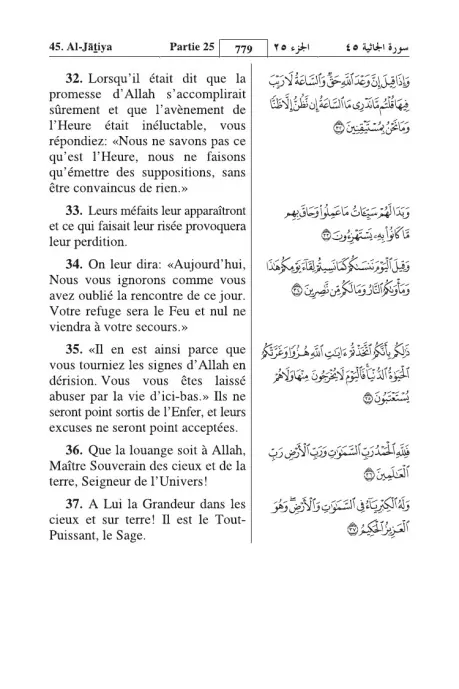 45. Al-Jāṯiya Partie 25 779 الجزء ٢٥ سورة الجاثية ٤٥
32. Lorsqu'il était dit que la
promesse d'Allah s'accomplirait
sûrement et que l'avènement de
l'Heure était inéluctable, vous
répondiez: «Nous ne savons pas ce
qu'est l'Heure, nous ne faisons
qu'émettre des suppositions, sans
être convaincus de rien.»
وَإِذَا قِيلَ إِنَّ وَعْدَ ٱللَّهِ حَقٌّ وَٱلسَّاعَةُ لَا رَيْبَ
فِيهَا قُلْتُم مَّا نَدْرِى مَا ٱلسَّاعَةُ إِن نَّظُنُّ إِلَّا ظَنًّا
وَمَا نَحْنُ بِمُسْتَيْقِنِينَ ٣٢
33. Leurs méfaits leur apparaîtront
et ce qui faisait leur risée provoquera
leur perdition.
وَبَدَا لَهُمْ سَيِّـَٔاتُ مَا عَمِلُوا۟ وَحَاقَ بِهِم
مَّا كَانُوا۟ بِهِۦ يَسْتَهْزِءُونَ ٣٣
34. On leur dira: «Aujourd'hui,
Nous vous ignorons comme vous
avez oublié la rencontre de ce jour.
Votre refuge sera le Feu et nul ne
viendra à votre secours.»
وَقِيلَ ٱلْيَوْمَ نَنسَىٰكُمْ كَمَا نَسِيتُمْ لِقَآءَ يَوْمِكُمْ هَٰذَا
وَمَأْوَىٰكُمُ ٱلنَّارُ وَمَا لَكُم مِّن نَّٰصِرِينَ ٣٤
35. «Il en est ainsi parce que
vous tourniez les signes d'Allah en
dérision. Vous vous êtes laissé
abuser par la vie d'ici-bas.» Ils ne
seront point sortis de l'Enfer, et leurs
excuses ne seront point acceptées.
ذَٰلِكُم بِأَنَّكُمُ ٱتَّخَذْتُمْ ءَايَٰتِ ٱللَّهِ هُزُوًا وَغَرَّتْكُمُ
ٱلْحَيَوٰةُ ٱلدُّنْيَا ۚ فَٱلْيَوْمَ لَا يُخْرَجُونَ مِنْهَا وَلَا هُمْ
يُسْتَعْتَبُونَ ٣٥
36. Que la louange soit à Allah,
Maître Souverain des cieux et de la
terre, Seigneur de l'Univers!
فَلِلَّهِ ٱلْحَمْدُ رَبِّ ٱلسَّمَٰوَٰتِ وَرَبِّ ٱلْأَرْضِ رَبِّ
ٱلْعَٰلَمِينَ ٣٦
37. A Lui la Grandeur dans les
cieux et sur terre! Il est le Tout-
Puissant, le Sage.
وَلَهُ ٱلْكِبْرِيَآءُ فِى ٱلسَّمَٰوَٰتِ وَٱلْأَرْضِ ۖ وَهُوَ
ٱلْعَزِيزُ ٱلْحَكِيمُ ٣٧